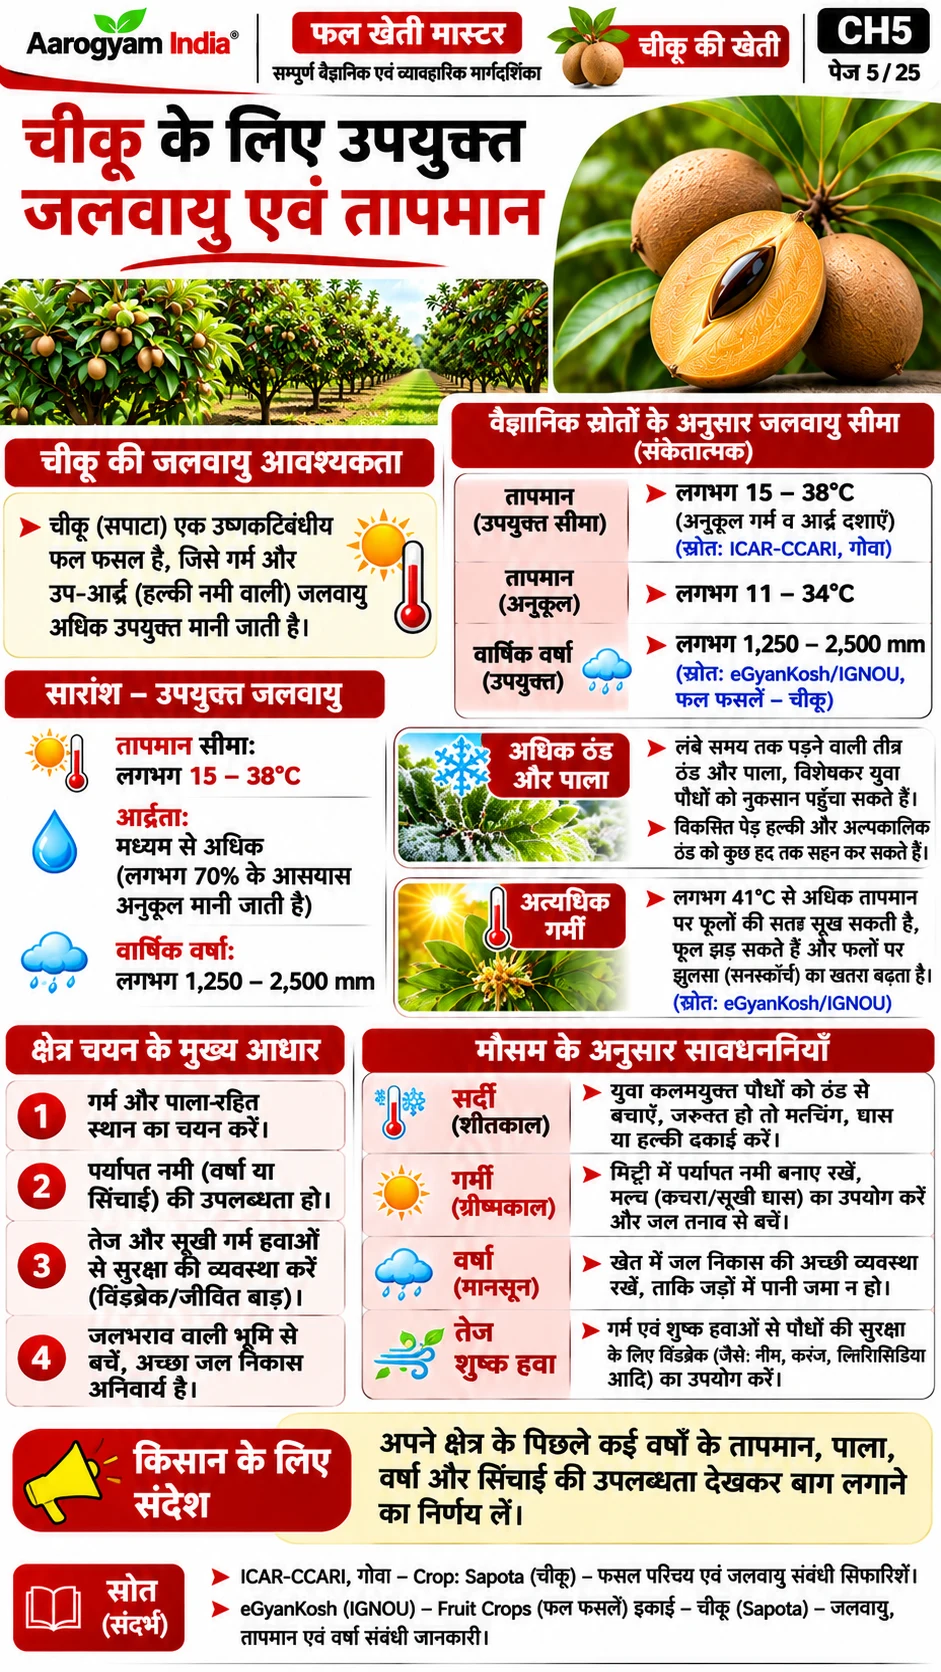 Aarogyam India®
फल खेती मास्टर
सम्पुर्ण वैज्ञानिक एवं व्यावहारिक मार्गदर्शिका
चीकू की खेती
CH5
पेज 5 / 25
चीकू के लिए उपयुक्त
जलवायु एवं तापमान
चीकू की जलवायु आवश्यकता
चीकू (सपाटा) एक उष्णकटिबंधीय
फल फसल है, जिसे गर्म और
उप-आर्द्र (हल्की नमी वाली) जलवायु
अधिक उपयुक्त मानी जाती है।
वैज्ञानिक स्रोतों के अनुसार जलवायु सीमा
(संकेतात्मक)
तापमान
(उपयुक्त सीमा)
लगभग 15 – 38°C
(अनुकूल गर्म व आर्द्र दशाएँ)
(स्रोत: ICAR-CCARI, गोवा)
तापमान
(अनुकूल)
लगभग 11 – 34°C
वार्षिक वर्षा
(उपयुक्त)
लगभग 1,250 – 2,500 mm
(स्रोत: eGyanKosh/IGNOU,
फल फसलें – चीकू)
सारांश – उपयुक्त जलवायु
तापमान सीमा:
लगभग 15 – 38°C
आर्द्रता:
मध्यम से अधिक
(लगभग 70% के आसयास
अनुकूल मानी जाती है)
वार्षिक वर्षा:
लगभग 1,250 – 2,500 mm
अधिक ठंड
और पाला
लंबे समय तक पड़ने वाली तीव्र
ठंड और पाला, विशेषकर युवा
पौधों को नुकसान पहुँचा सकते हैं।
विकसित पेड़ हल्की और अल्पकालिक
ठंड को कुछ हद तक सहन कर सकते हैं।
अत्यधिक
गर्मी
लगभग 41°C से अधिक तापमान
पर फूलों की सतह सूख सकती है,
फूल झड़ सकते हैं और फलों पर
झुलसा (सनस्कॉर्च) का खतरा बढ़ता है।
(स्रोत: eGyanKosh/IGNOU)
क्षेत्र चयन के मुख्य आधार
1
गर्म और पाला-रहित
स्थान का चयन करें।
2
पर्यापत नमी (वर्षा या
सिंचाई) की उपलब्धता हो।
3
तेज और सूखी गर्म हवाओं
से सुरक्षा की व्यवस्था करें
(विंडब्रेक/जीवित बाड़)।
4
जलभराव वाली भूमि से
बचें, अच्छा जल निकास
अनिवार्य है।
मौसम के अनुसार सावधननियाँ
सर्दी
(शीतकाल)
युवा कलमयुक्त पौधों को ठंड से
बचाएँ, जरुक्त हो तो मत्चिंग, घास
या हल्की दकाई करें।
गर्मी
(ग्रीष्मकाल)
मिट्टी में पर्यापत नमी बनाए रखें,
मल्च (कचरा/सूखी घास) का उपयोग करें
और जल तनाव से बचें।
वर्षा
(मानसून)
खेत में जल निकास की अच्छी व्यवस्था
रखें, ताकि जड़ों में पानी जमा न हो।
तेज
शुष्क हवा
गर्म एवं शुष्क हवाओं से पौधों की सुरक्षा
के लिए विंडब्रेक (जैसे: नीम, करंज,
आदि) का उपयोग करें।
किसान के लिए
संदेश
अपने क्षेत्र के पिछले कई वर्षों के तापमान, पाला,
वर्षा और सिंचाई की उपलब्धता देखकर बाग लगाने
का निर्णय लें।
स्रोत
(संदर्भ)
ICAR-CCARI, गोवा – Crop: Sapota (चीकू) – फसल परिचय एवं जलवायु संबंधी सिफारिशें।
eGyanKosh (IGNOU) – Fruit Crops (फल फसलें) इकाई – चीकू (Sapota) – जलवायु,
तापमान एवं वर्षा संबंधी जानकारी।